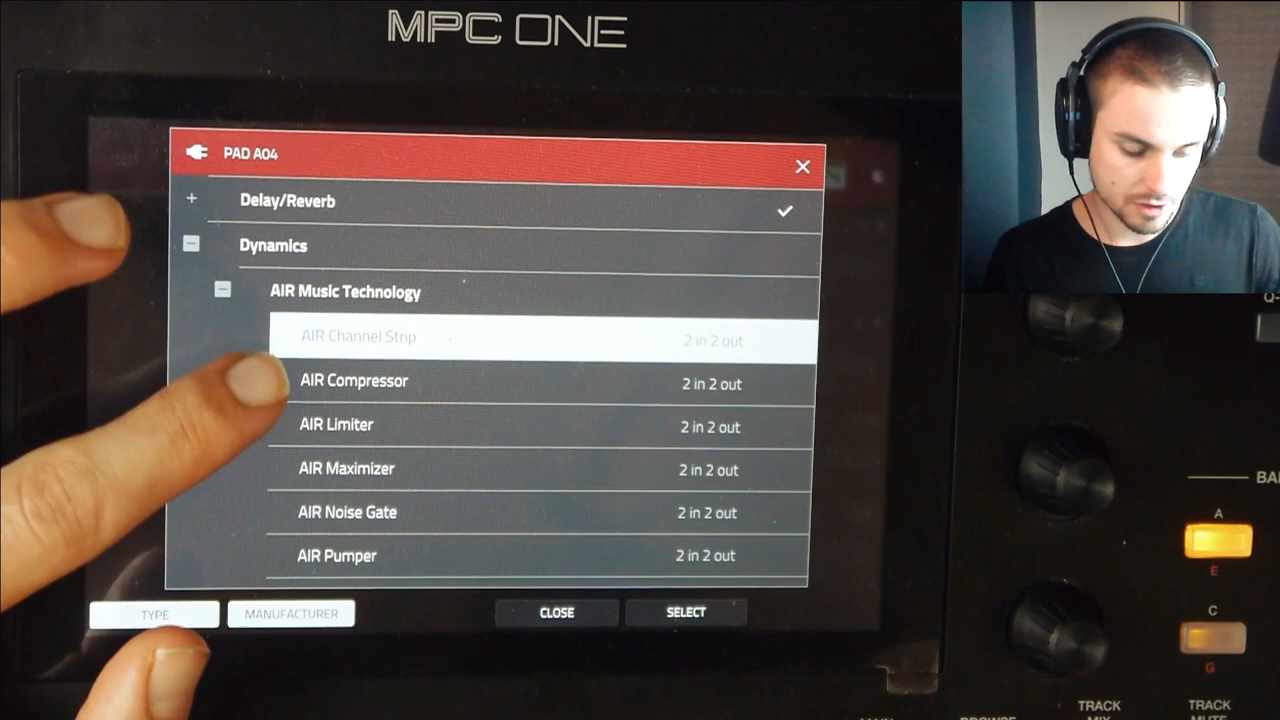 MPC ONE
PAD A04
Delay/Reverb
Dynamics
AIR Music Technology
AIR Channel Strip 2 in 2 out
AIR Compressor 2 in 2 out
AIR Limiter 2 in 2 out
AIR Maximizer 2 in 2 out
AIR Noise Gate 2 in 2 out
AIR Pumper 2 in 2 out
TYPE MANUFACTURER CLOSE SELECT
A
E
C
G
TRACK
TRACK